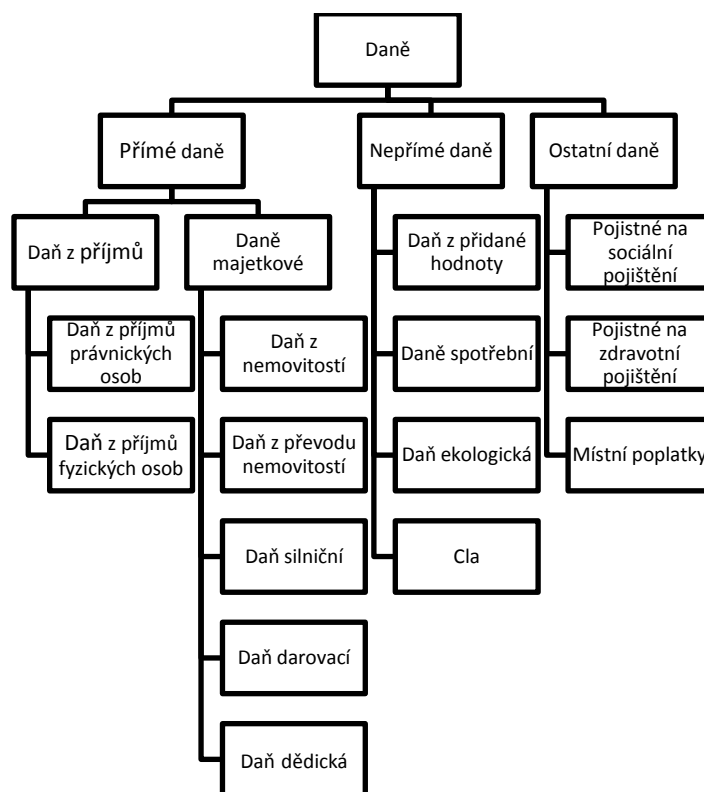 Daně
Přímé daně
Nepřímé daně
Ostatní daně
Daň z příjmů
Daně
majetkové
Daň z přidané
hodnoty
Pojistné na
sociální
pojištění
Daň z příjmů
právnických
osob
Daň z
nemovitostí
Daně spotřební
Pojistné na
zdravotní
pojištění
Daň z příjmů
fyzických osob
Daň z převodu
nemovitostí
Daň ekologická
Místní poplatky
Daň silniční
Cla
Daň darovací
Daň dědická